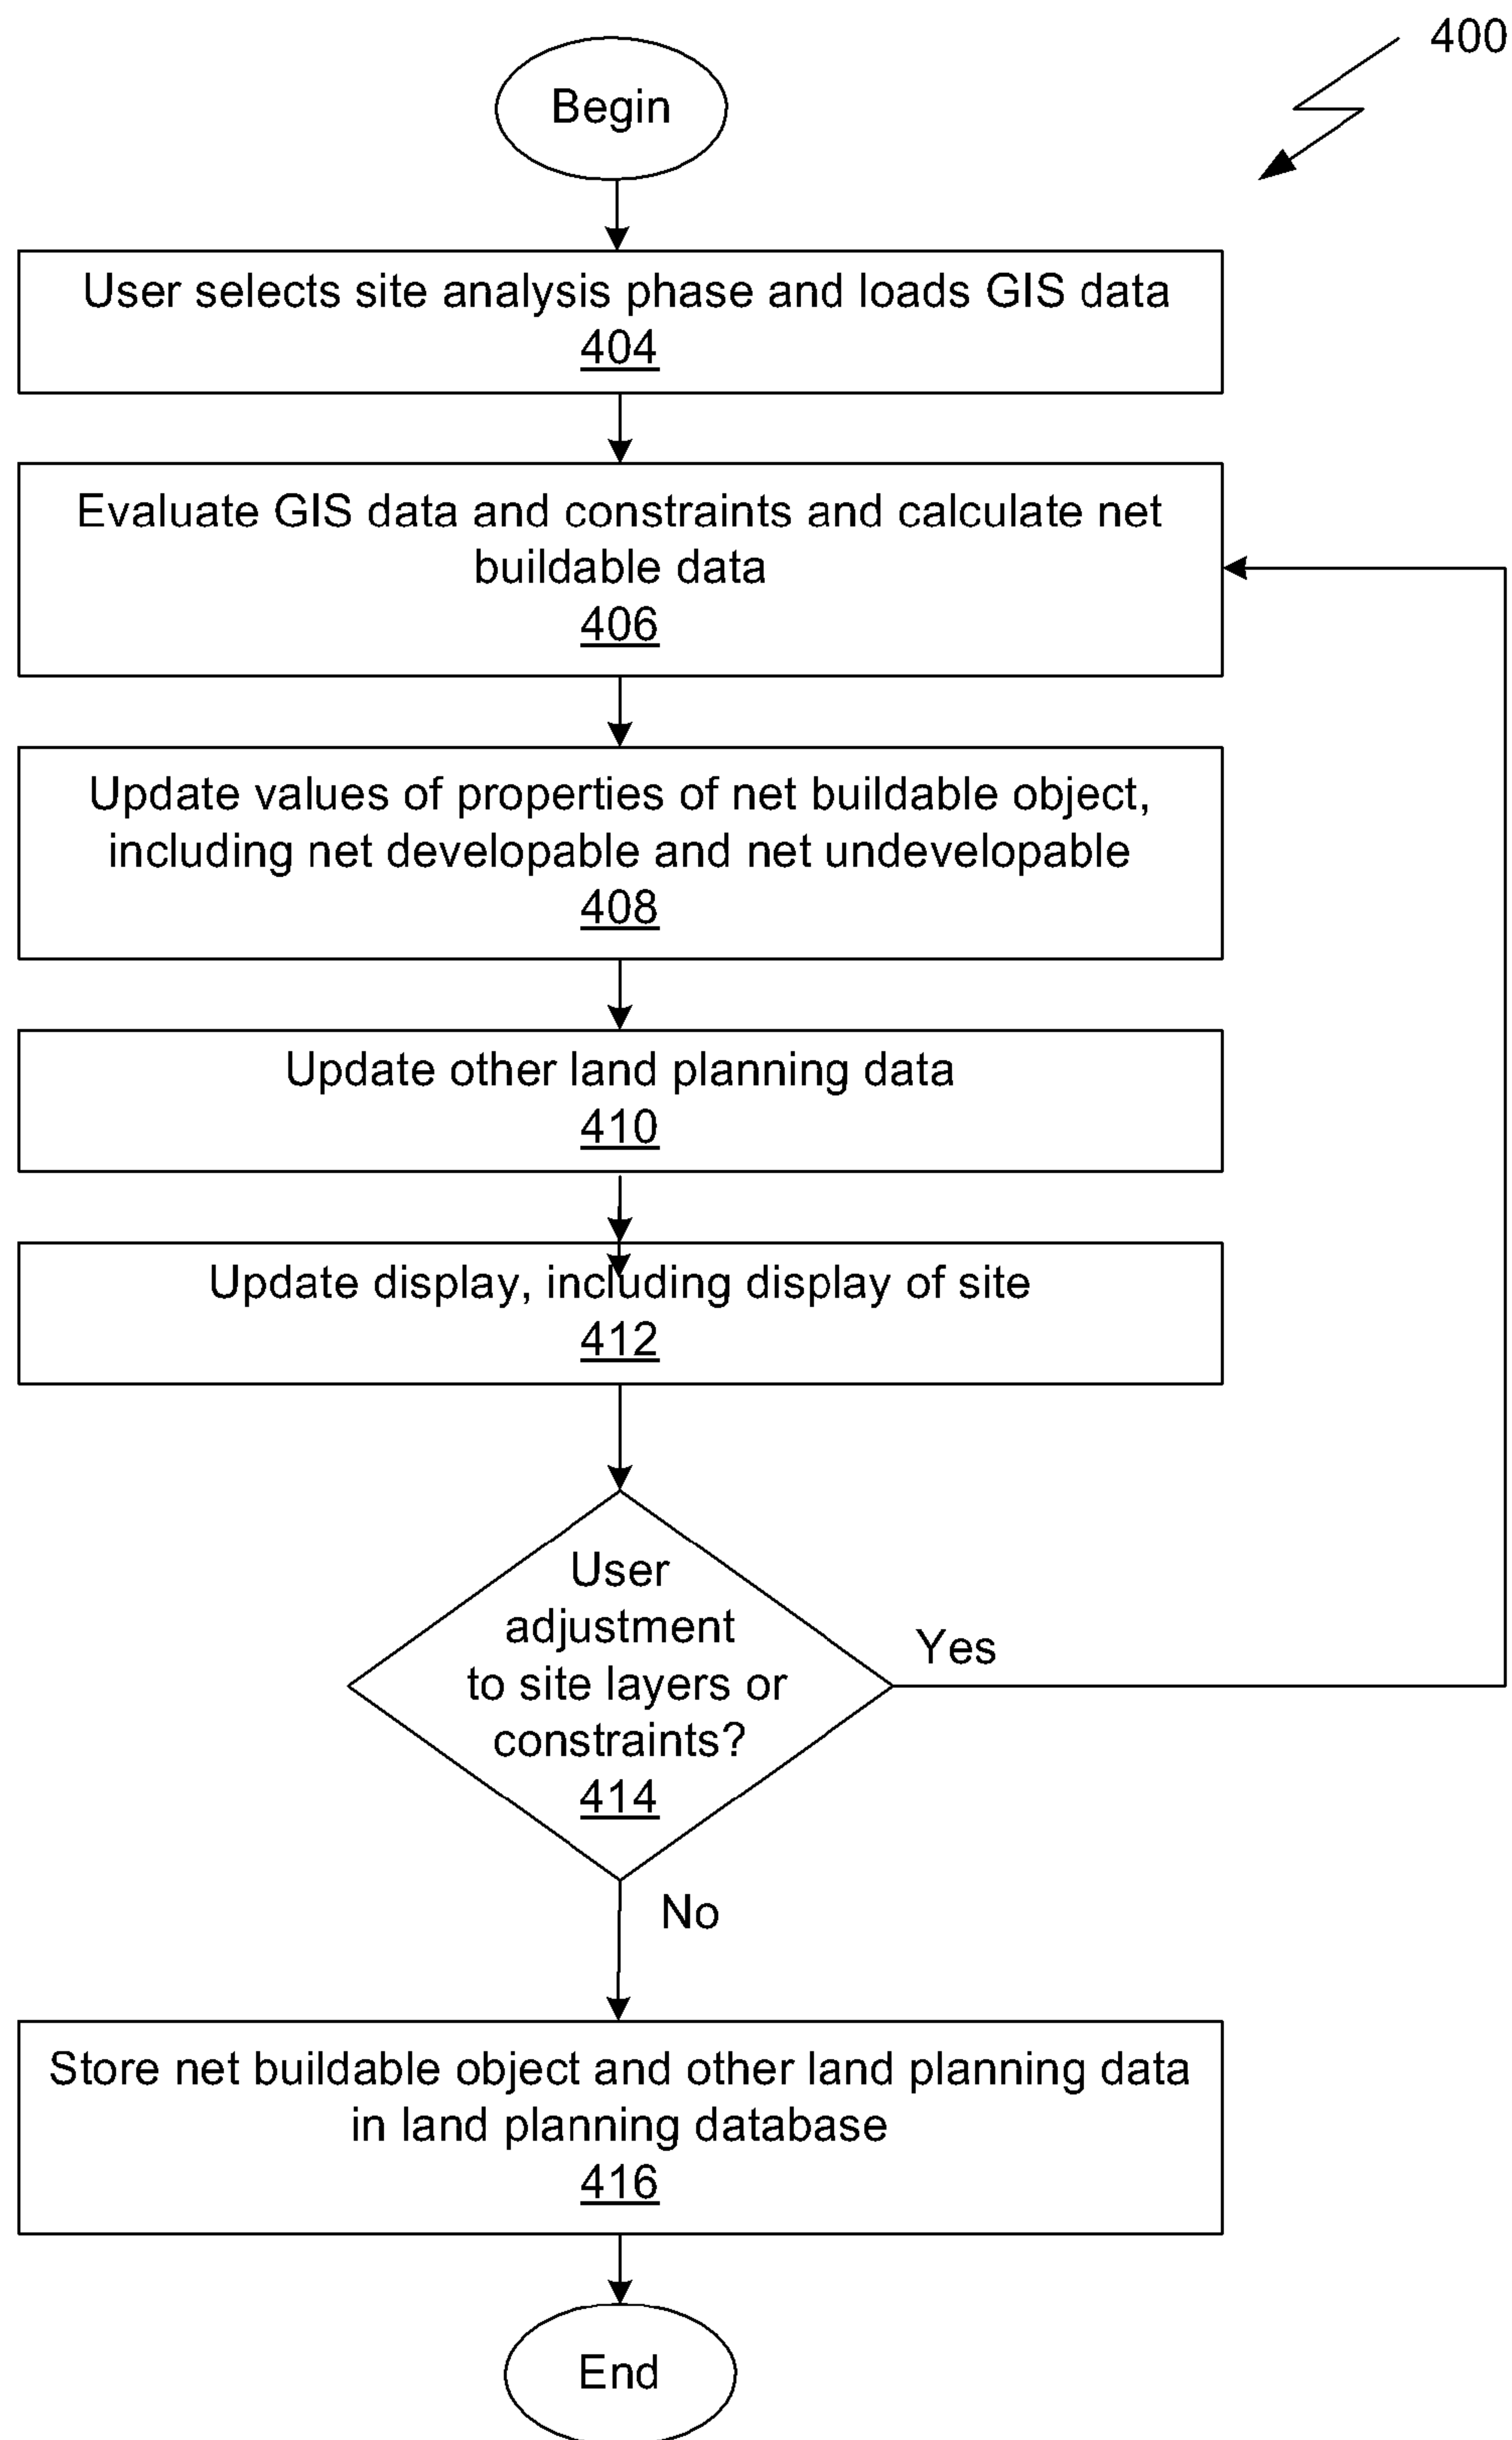 400
Begin
User selects site analysis phase and loads GIS data
404
Evaluate GIS data and constraints and calculate net
buildable data
406
Update values of properties of net buildable object,
including net developable and net undevelopable
408
Update other land planning data
410
Update display, including display of site
412
User
adjustment
to site layers or
constraints?
414
Yes
No
Store net buildable object and other land planning data
in land planning database
416
End